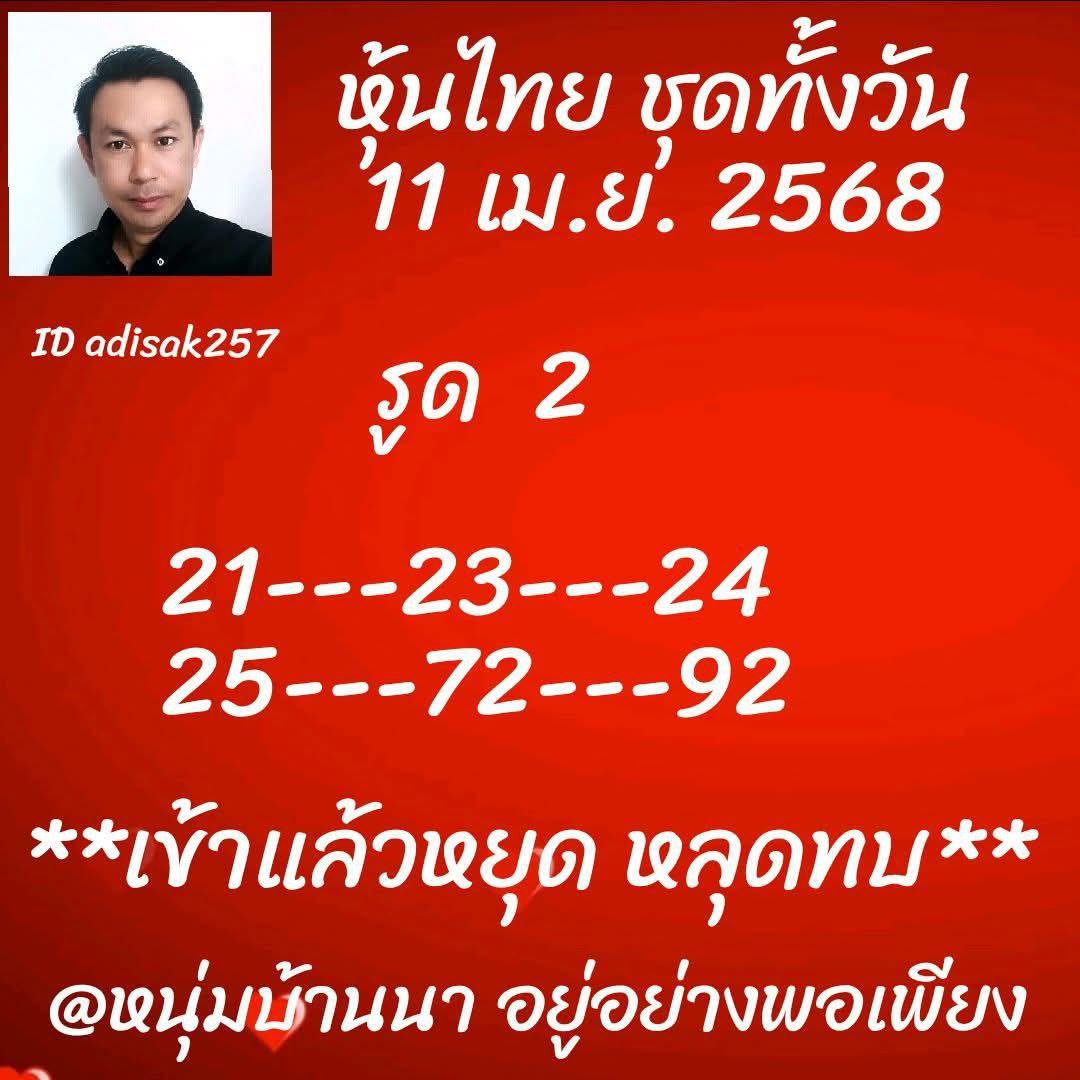 หุ้นไทย ชุดทั้งวัน
11 เม.ย. 2568
ID adisak257
รูด 2
21---23---24
25---72---92
**เข้าแล้วหยุด หลุดทบ**
@หนุ่มบ้านนา อยู่อย่างพอเพียง